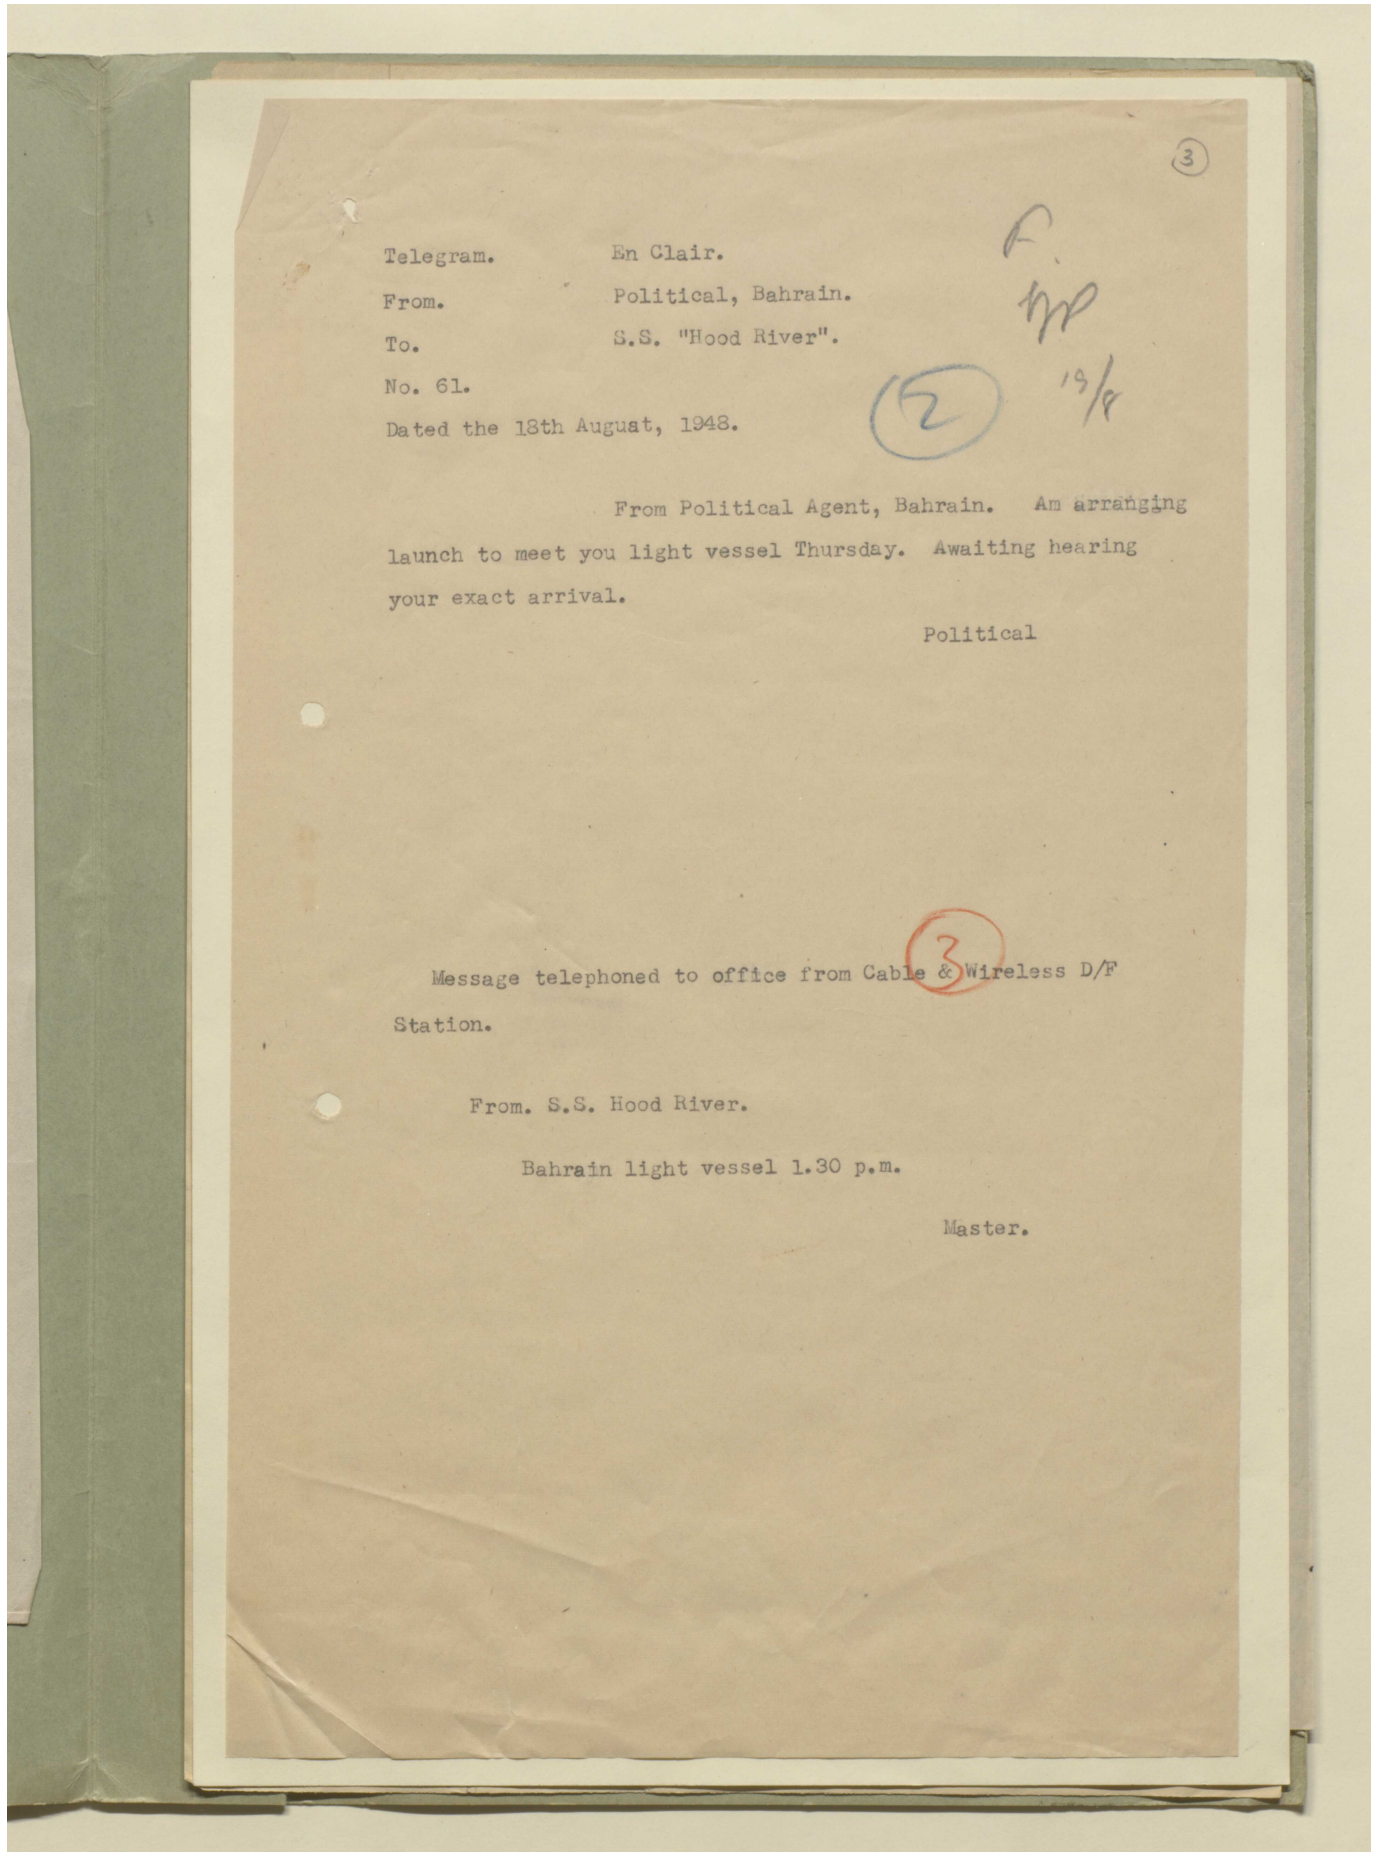 3
Telegram. En Clair.
From. Political, Bahrain.
To. S.S. "Hood River".
No. 61.
Dated the 18th August, 1948.
F.
19/8
2
From Political Agent, Bahrain. Am arranging
launch to meet you light vessel Thursday. Awaiting hearing
your exact arrival.
Political
3
Message telephoned to office from Cable & Wireless D/F
Station.
From. S.S. Hood River.
Bahrain light vessel 1.30 p.m.
Master.